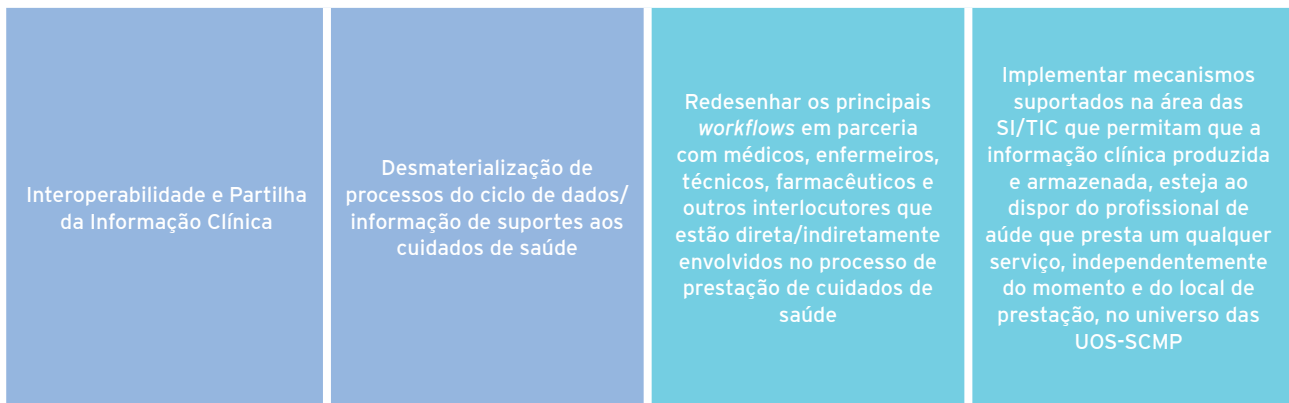 Interoperabilidade e Partilha
da Informação Clínica
Desmaterialização de
processos do ciclo de dados/
informação de suportes aos
cuidados de saúde
Redesenhar os principais
workflows em parceria
com médicos, enfermeiros,
técnicos, farmacêuticos e
outros interlocutores que
estão direta/indiretamente
envolvidos no processo de
prestação de cuidados de
saúde
Implementar mecanismos
suportados na área das
SI/TIC que permitam que a
informação clínica produzida
e armazenada, esteja ao
dispor do profissional de
aúde que presta um qualquer
serviço, independentemente
do momento e do local de
prestação, no universo das
UOS-SCMP